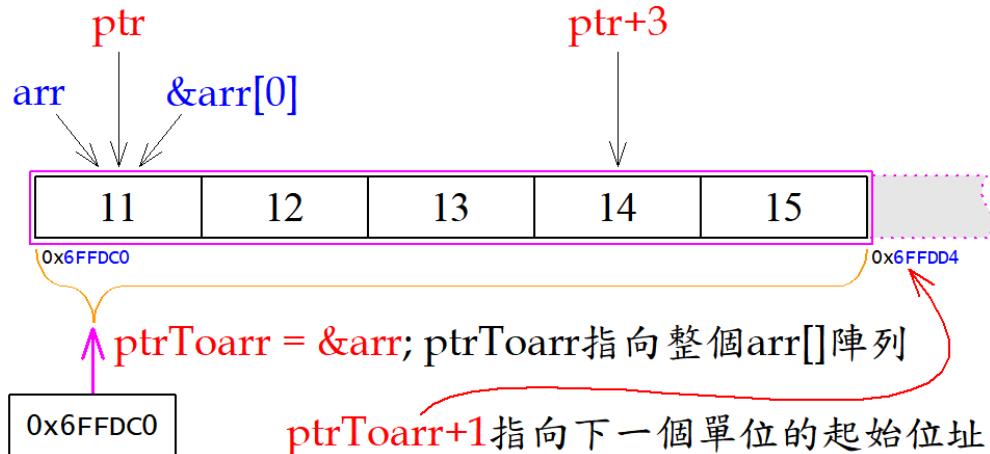 ptr
ptr+3
arr
&arr[0]
11 12 13 14 15
0x6FFDC0
0x6FFDD4
ptrToarr = &arr; ptrToarr指向整個arr[]陣列
0x6FFDC0
ptrToarr+1指向下一個單位的起始位址